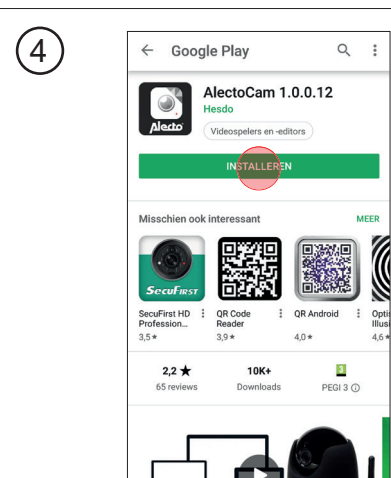 4
Google Play
AlectoCam 1.0.0.12
Hesdo
Alecto
Videospelers en -editors
INSTALLEREN
Misschien ook interessant
MEER
SECUFIRST
SecuFirst HD
Profession...
3,5★
QR Code
Reader
3,9★
QR Android
4,0★
Opti
Illus
4,6★
2,2 ★
65 reviews
10K+
Downloads
3
PEGI 3